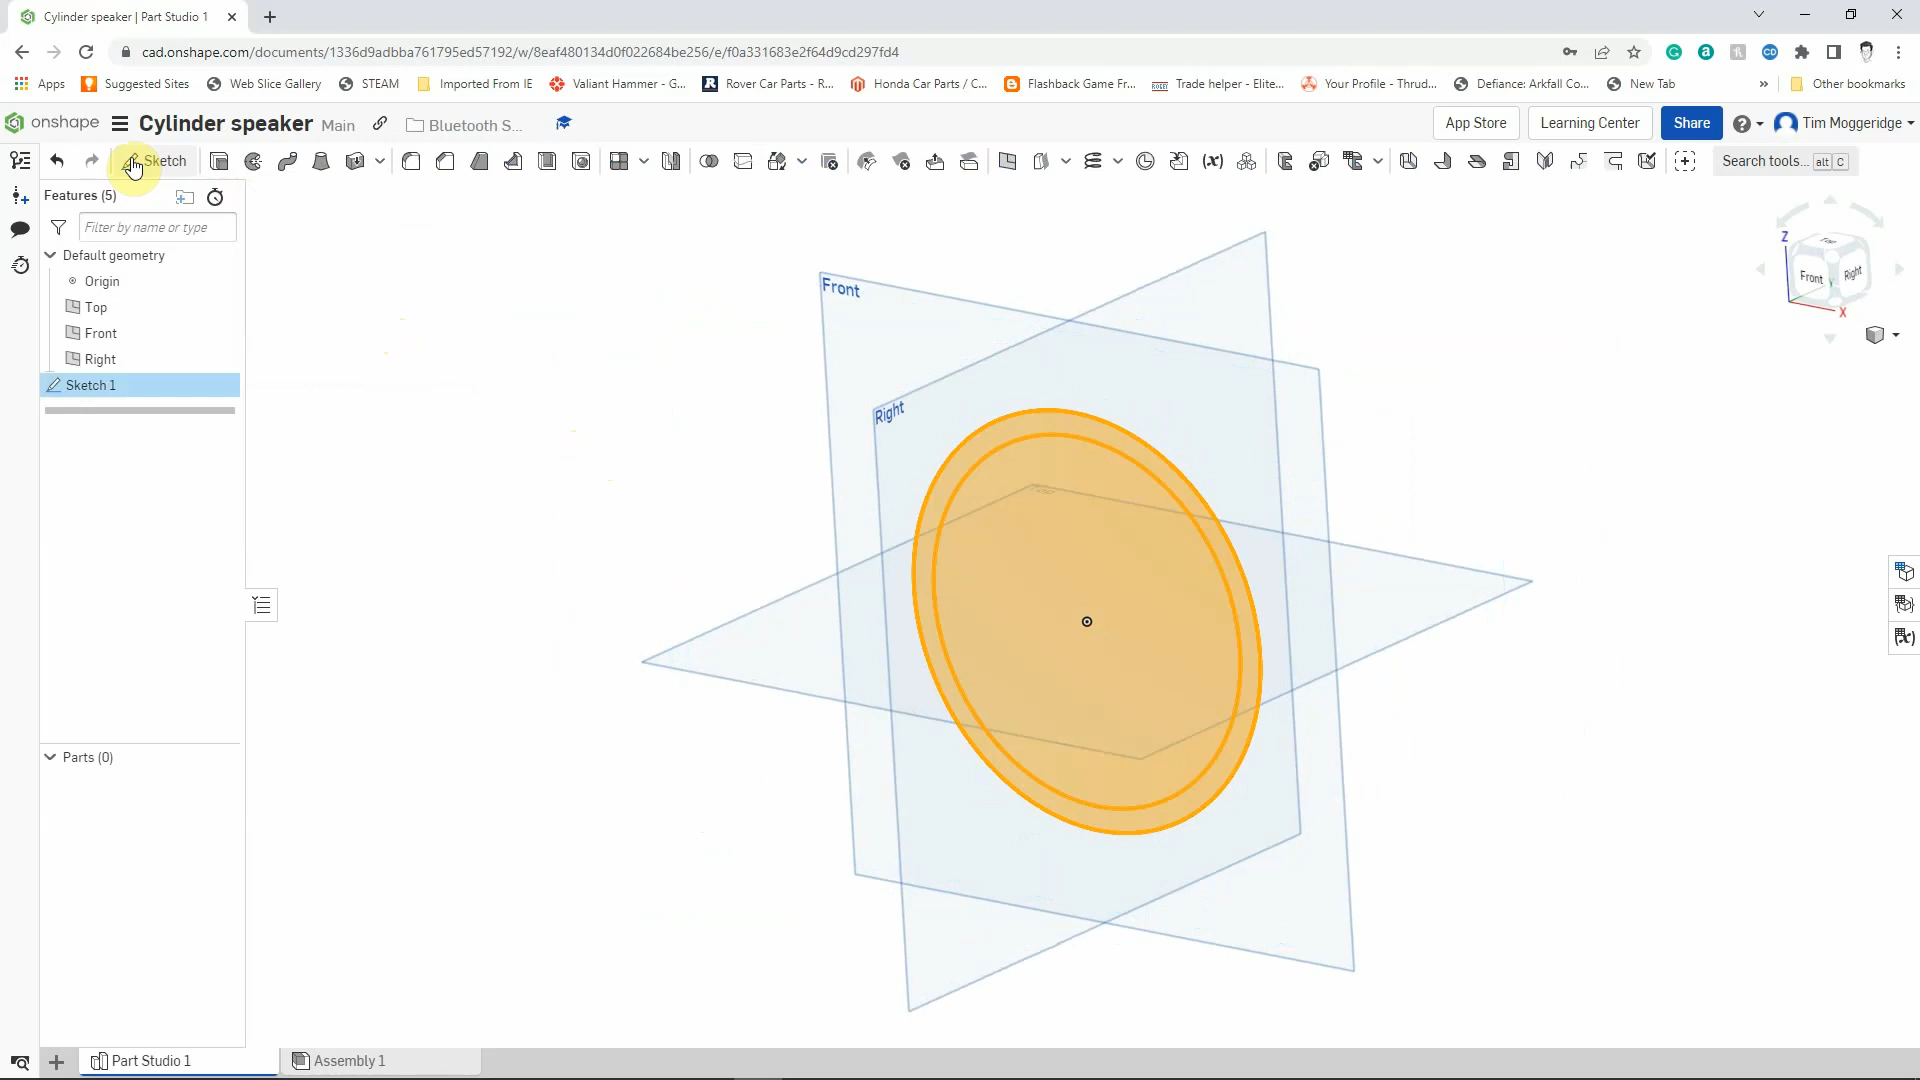 Cylinder speaker | Part Studio 1
cad.onshape.com/documents/1336d9adbba761795ed57192/w/8eaf480134d0f022684be256/e/f0a331683e2f64d9cd297fd4
Apps
Suggested Sites
Web Slice Gallery
STEAM
Imported From IE
Valiant Hammer - G...
Rover Car Parts - R...
Honda Car Parts / C...
Flashback Game Fr...
Trade helper - Elite...
Your Profile - Thrud...
Defiance: Arkfall Co...
New Tab
»
Other bookmarks
onshape
Cylinder speaker
Main
Bluetooth S...
App Store
Learning Center
Share
Tim Moggeridge
Sketch
Search tools... alt C
Features (5)
Filter by name or type
Default geometry
Origin
Top
Front
Right
Sketch 1
Parts (0)
Front
Right
Top
Z
Top
Front
Right
X
Part Studio 1
Assembly 1